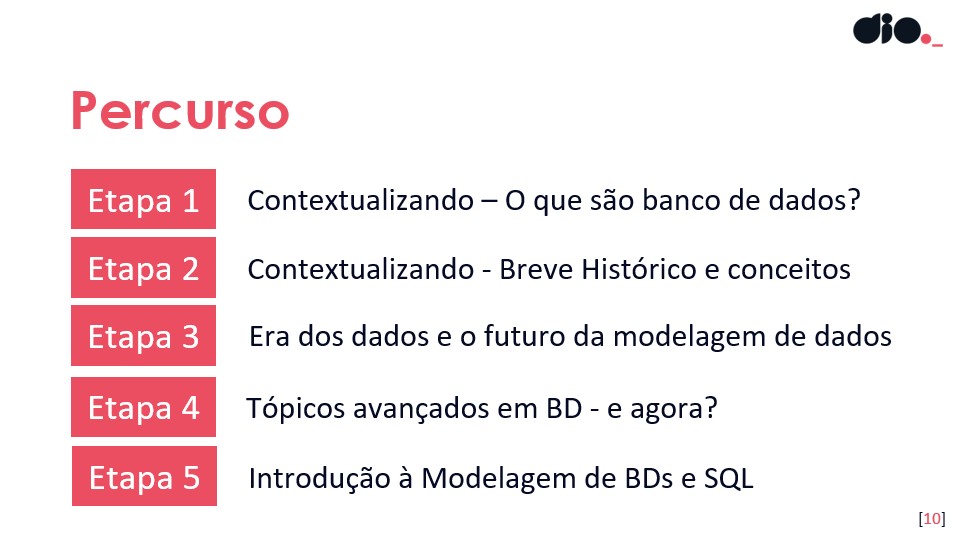 dio._
Percurso
Etapa 1 Contextualizando – O que são banco de dados?
Etapa 2 Contextualizando - Breve Histórico e conceitos
Etapa 3 Era dos dados e o futuro da modelagem de dados
Etapa 4 Tópicos avançados em BD - e agora?
Etapa 5 Introdução à Modelagem de BDs e SQL
[10]